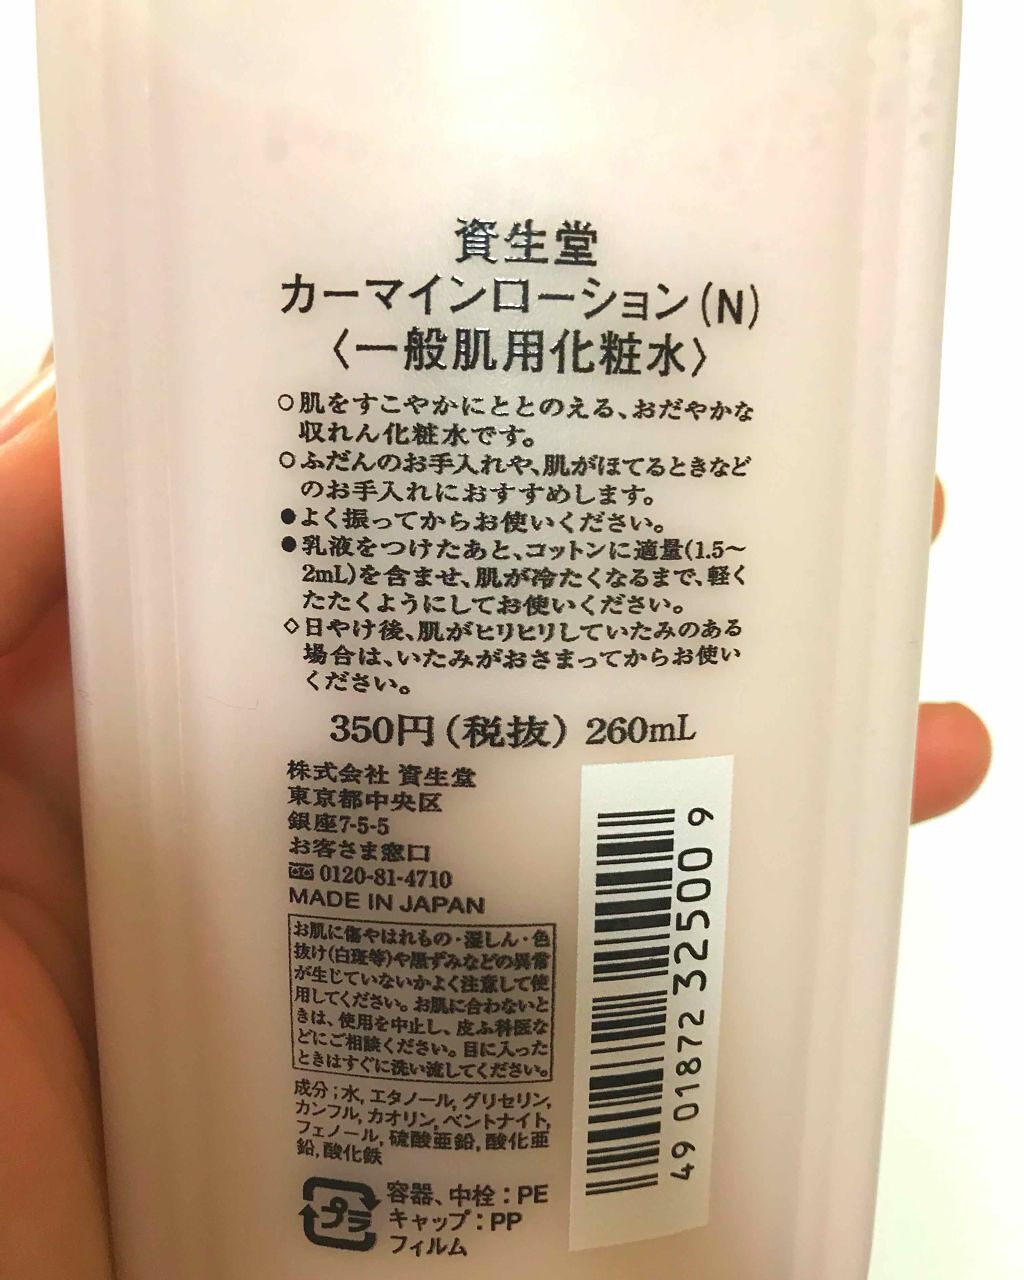 資生堂
カーマインローション(N)
〈一般肌用化粧水〉
○肌をすこやかにととのえる、おだやかな
収れん化粧水です。
○ふだんのお手入れや、肌がほてるときなど
のお手入れにおすすめします。
●よく振ってからお使いください。
●乳液をつけたあと、コットンに適量(1.5〜
2mL)を含ませ、肌が冷たくなるまで、軽く
たたくようにしてお使いください。
◇日やけ後、肌がヒリヒリしていたみのある
場合は、いたみがおさまってからお使い
ください。
350円(税抜) 260mL
株式会社 資生堂
東京都中央区
銀座7-5-5
お客さま窓口
0120-81-4710
MADE IN JAPAN
お肌に傷やはれもの・湿しん・色
抜け(白斑等)や黒ずみなどの異常
が生じていないかよく注意して使
用してください。お肌に合わないと
きは、使用を中止し、皮ふ科医な
どにご相談ください。目に入った
ときはすぐに洗い流してください。
成分;水,エタノール,グリセリン,
カンフル,カオリン,ベントナイト,
フェノール,硫酸亜鉛,酸化亜
鉛,酸化鉄
プラ
容器、中栓:PE
キャップ:PP
フィルム
49 01872 32500 9